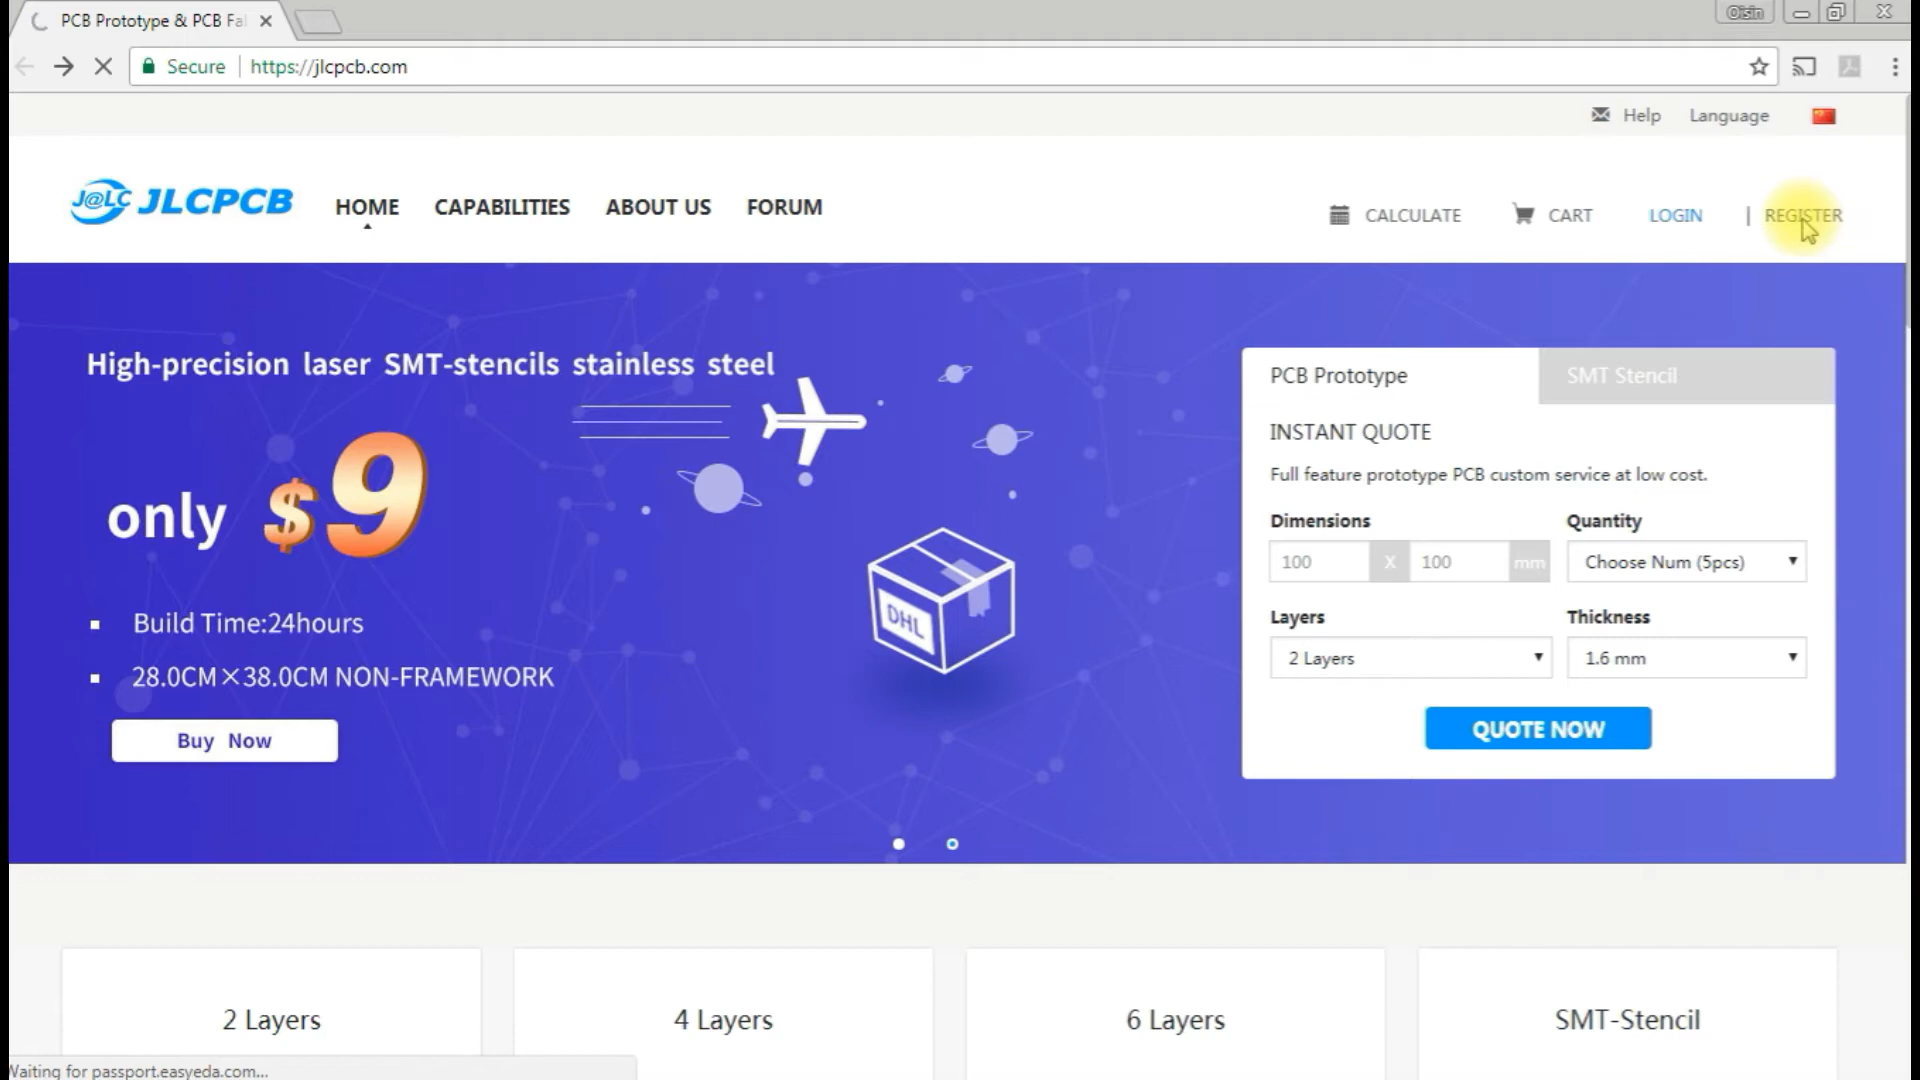 PCB Prototype & PCB Fa
Oisin
Secure https://jlcpcb.com
Help Language
J@LC JLCPCB HOME CAPABILITIES ABOUT US FORUM CALCULATE CART LOGIN | REGISTER
High-precision laser SMT-stencils stainless steel
only $9
Build Time:24hours
28.0CM×38.0CM NON-FRAMEWORK
Buy Now
DHL
PCB Prototype SMT Stencil
INSTANT QUOTE
Full feature prototype PCB custom service at low cost.
Dimensions Quantity
100 X 100 mm Choose Num (5pcs)
Layers Thickness
2 Layers 1.6 mm
QUOTE NOW
2 Layers 4 Layers 6 Layers SMT-Stencil
Waiting for passport.easyeda.com...